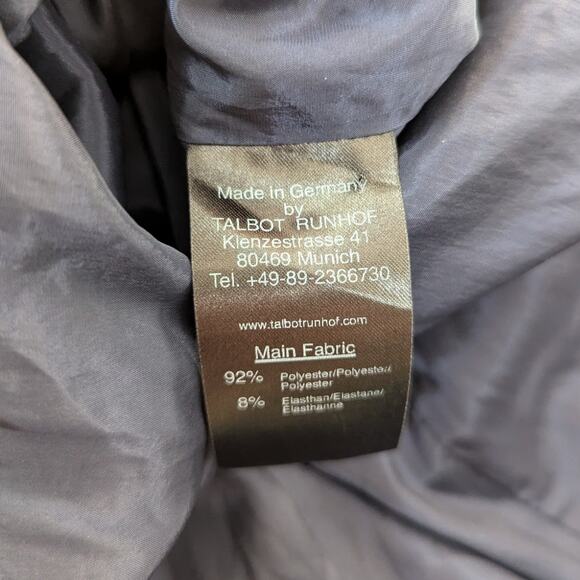 Made in Germany
by
TALBOT RUNHOF
Klenzestrasse 41
80469 Munich
Tel. +49-89-2366730
www.talbotrunhof.com
Main Fabric
92% Polyester/Polyester/
Polyester
8% Elasthan/Elastane/
Élasthanne